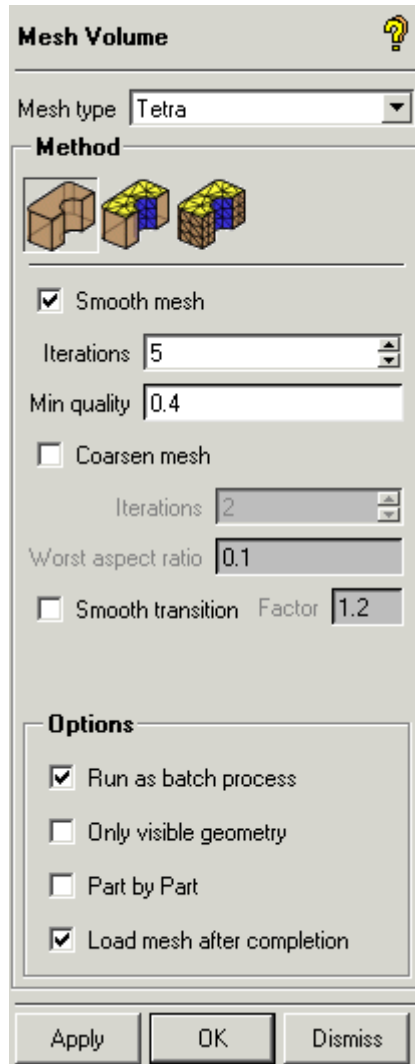 Mesh Volume
Mesh type Tetra
Method
Smooth mesh
Iterations 5
Min quality 0.4
Coarsen mesh
Iterations 2
Worst aspect ratio 0.1
Smooth transition Factor 1.2
Options
Run as batch process
Only visible geometry
Part by Part
Load mesh after completion
Apply OK Dismiss